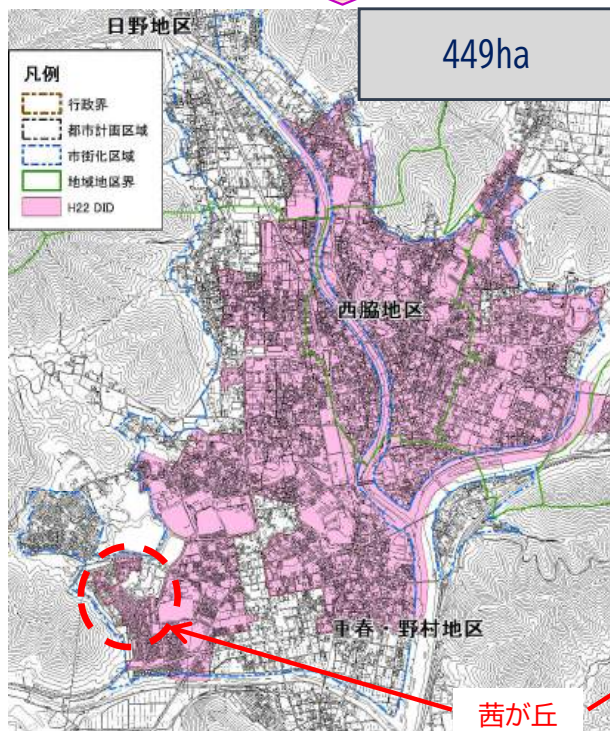 日野地区
449ha
凡例
行政界
都市計画区域
市街化区域
地域地区界
H22 DID
西脇地区
重春・野村地区
茜が丘